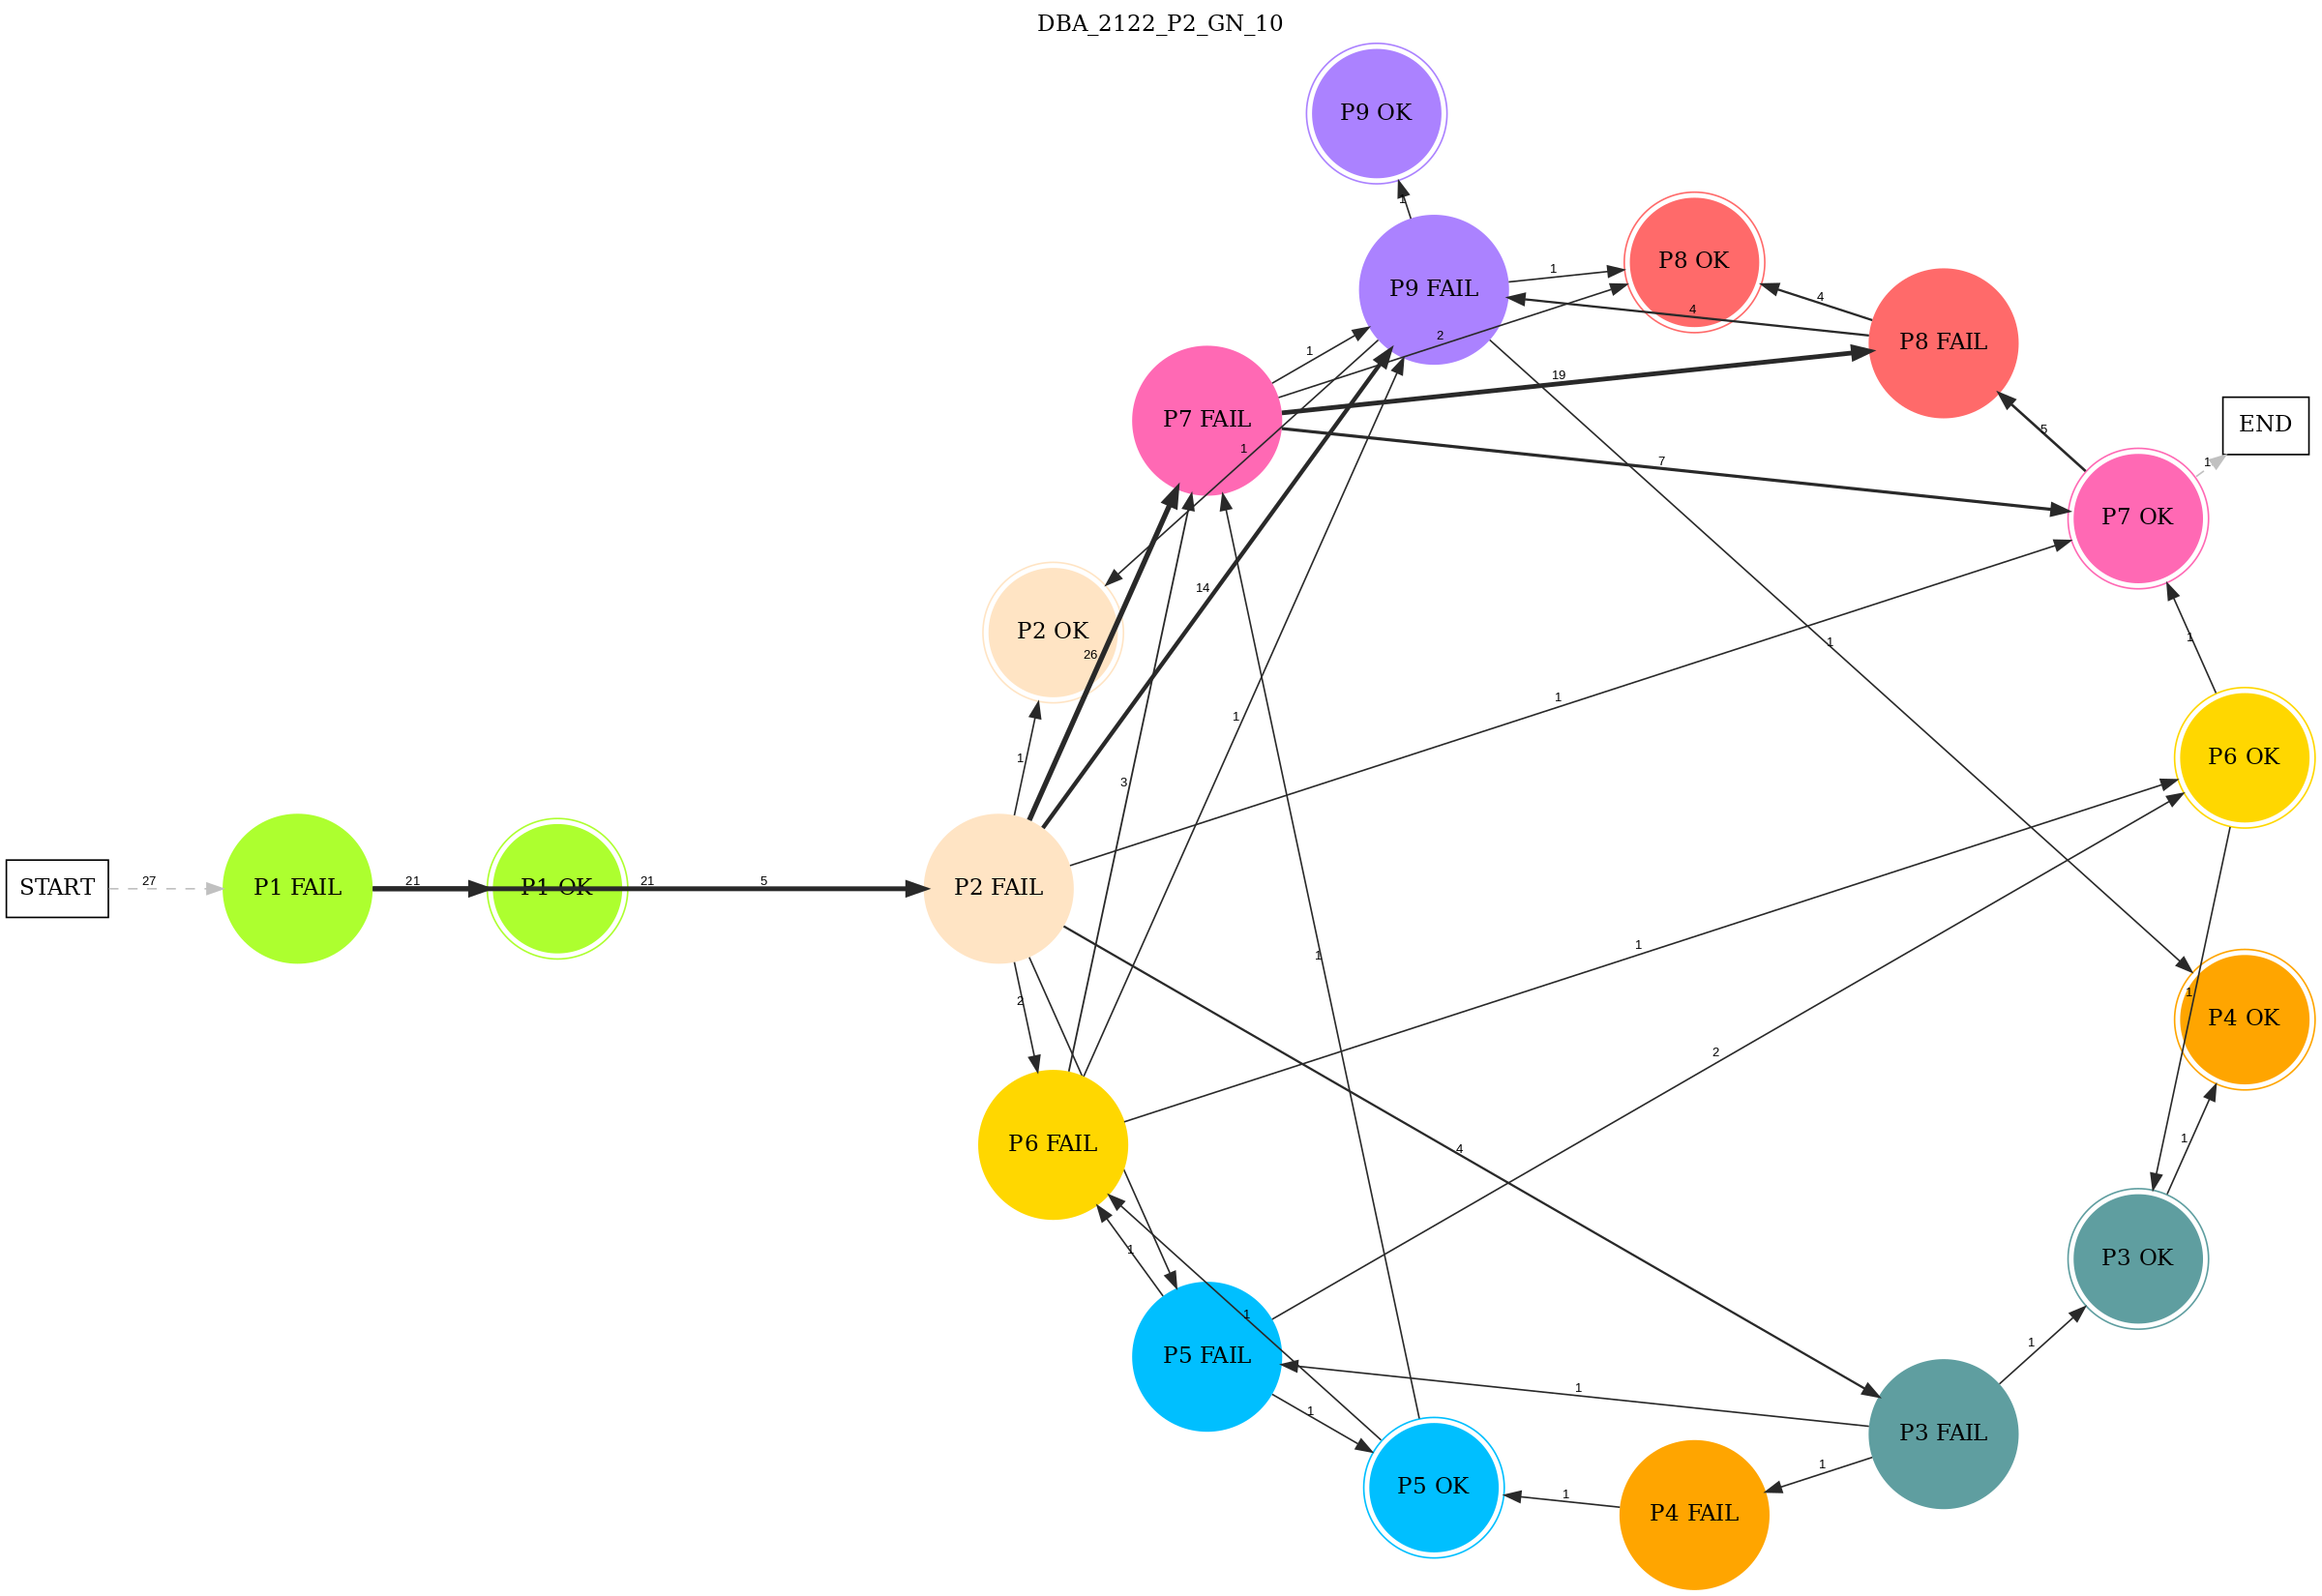 DBA_2122_P2_GN_10
P9 OK
1
P8 OK
P9 FAIL
1
4
4
P8 FAIL
1
2
19
P7 FAIL
END
5
1
1
7
P7 OK
14
P2 OK
26
1
1
1
1
1
P6 OK
3
START
27
P1 FAIL
21
P1 OK
21
5
P2 FAIL
1
1
2
1
P4 OK
2
P6 FAIL
4
1
1
P3 OK
1
1
P5 FAIL
1
1
1
P3 FAIL
1
P5 OK
1
P4 FAIL